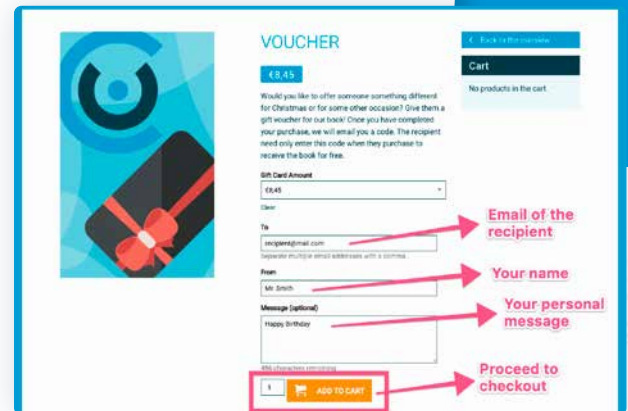 VOUCHER
€8,45
Would you like to offer someone something different
for Christmas or for some other occasion? Give them a
gift voucher for our book! Once you have completed
your purchase, we will email you a code. The recipient
need only enter this code when they purchase to
receive the book for free.
Gift Card Amount
€8,45
Clear
To
recipient@mail.com
Separate multiple email addresses with a comma.
From
Mr. Smith
Message (optional)
Happy Birthday
486 characters remaining
1
ADD TO CART
Back to the overview
Cart
No products in the cart.
Email of the
recipient
Your name
Your personal
message
Proceed to
checkout